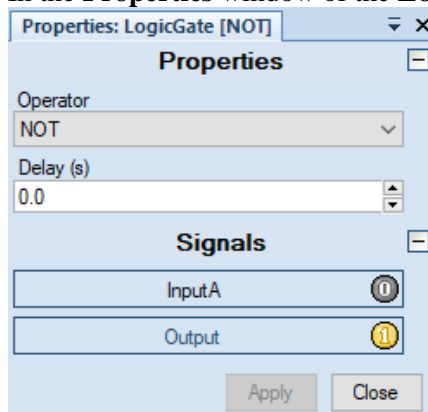 Properties: LogicGate [NOT]
Properties
Operator
NOT
Delay (s)
0.0
Signals
InputA 0
Output 1
Apply Close